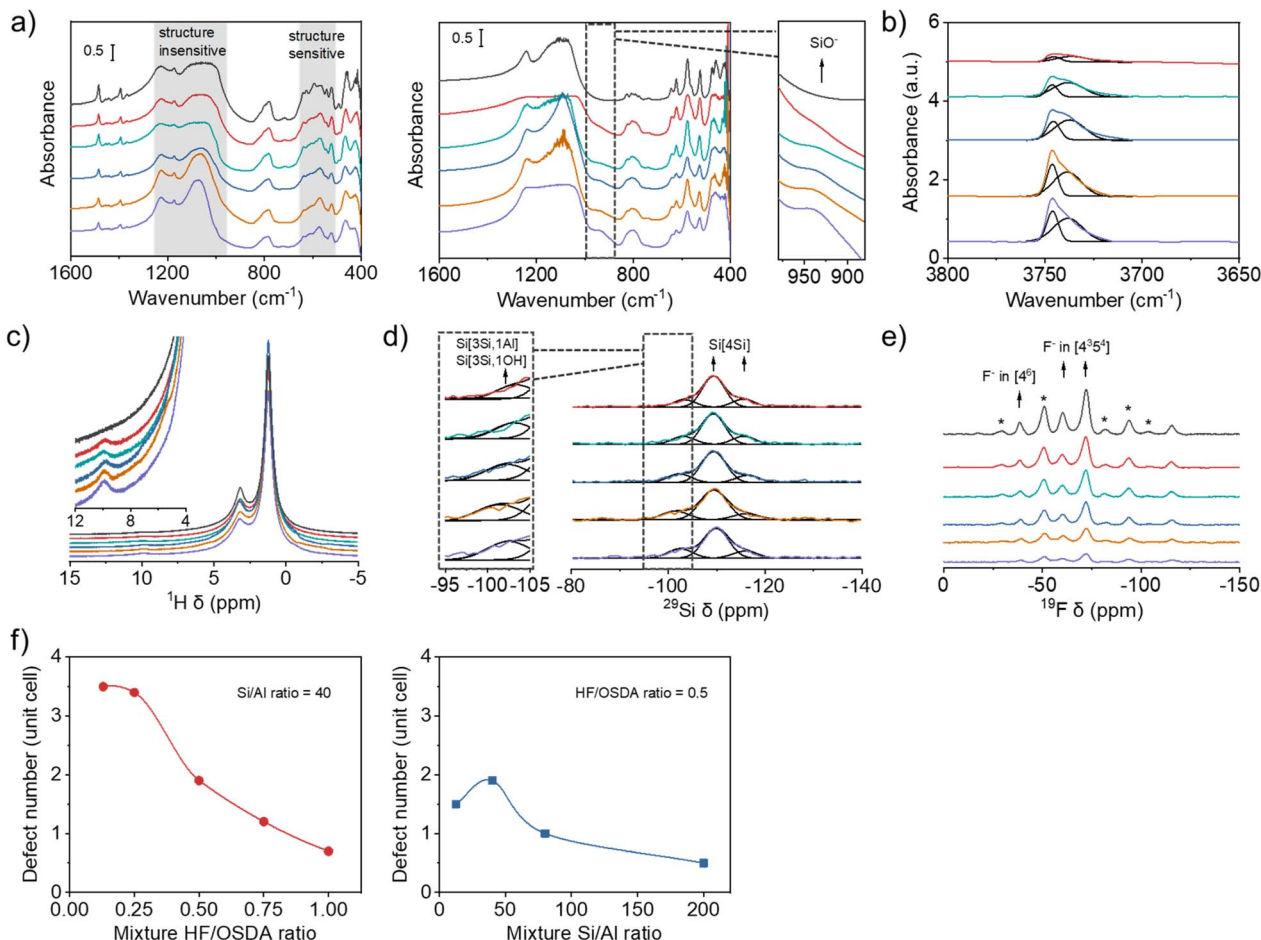 a)
0.5
structure
insensitive
structure
sensitive
Absorbance
1600 1200 800 400
Wavenumber (cm⁻¹)
0.5
SiO⁻
Absorbance
1600 1200 800 400
Wavenumber (cm⁻¹)
950 900
b)
6
4
2
0
Absorbance (a.u.)
3800 3750 3700 3650
Wavenumber (cm⁻¹)
c)
12 8 4
15 10 5 0 -5
¹H δ (ppm)
d)
Si[3Si,1Al]
Si[3Si,1OH]
Si[4Si]
-95 -100 -105
-80 -100 -120 -140
²⁹Si δ (ppm)
e)
F⁻ in [4³5⁴]
F⁻ in [4⁶]
* * * * *
0 -50 -100 -150
¹⁹F δ (ppm)
f)
4
3
2
1
0
Defect number (unit cell)
Si/Al ratio = 40
0.00 0.25 0.50 0.75 1.00
Mixture HF/OSDA ratio
4
3
2
1
0
Defect number (unit cell)
HF/OSDA ratio = 0.5
0 50 100 150 200
Mixture Si/Al ratio